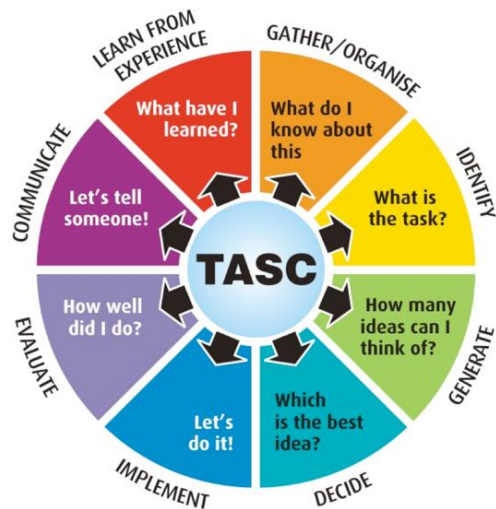 GATHER/ORGANISE
What do I
know about
this
IDENTIFY
What is
the task?
GENERATE
How many
ideas can I
think of?
DECIDE
Which
is the best
idea?
IMPLEMENT
Let's
do it!
EVALUATE
How well
did I do?
COMMUNICATE
Let's tell
someone!
LEARN FROM
EXPERIENCE
What have I
learned?
TASC